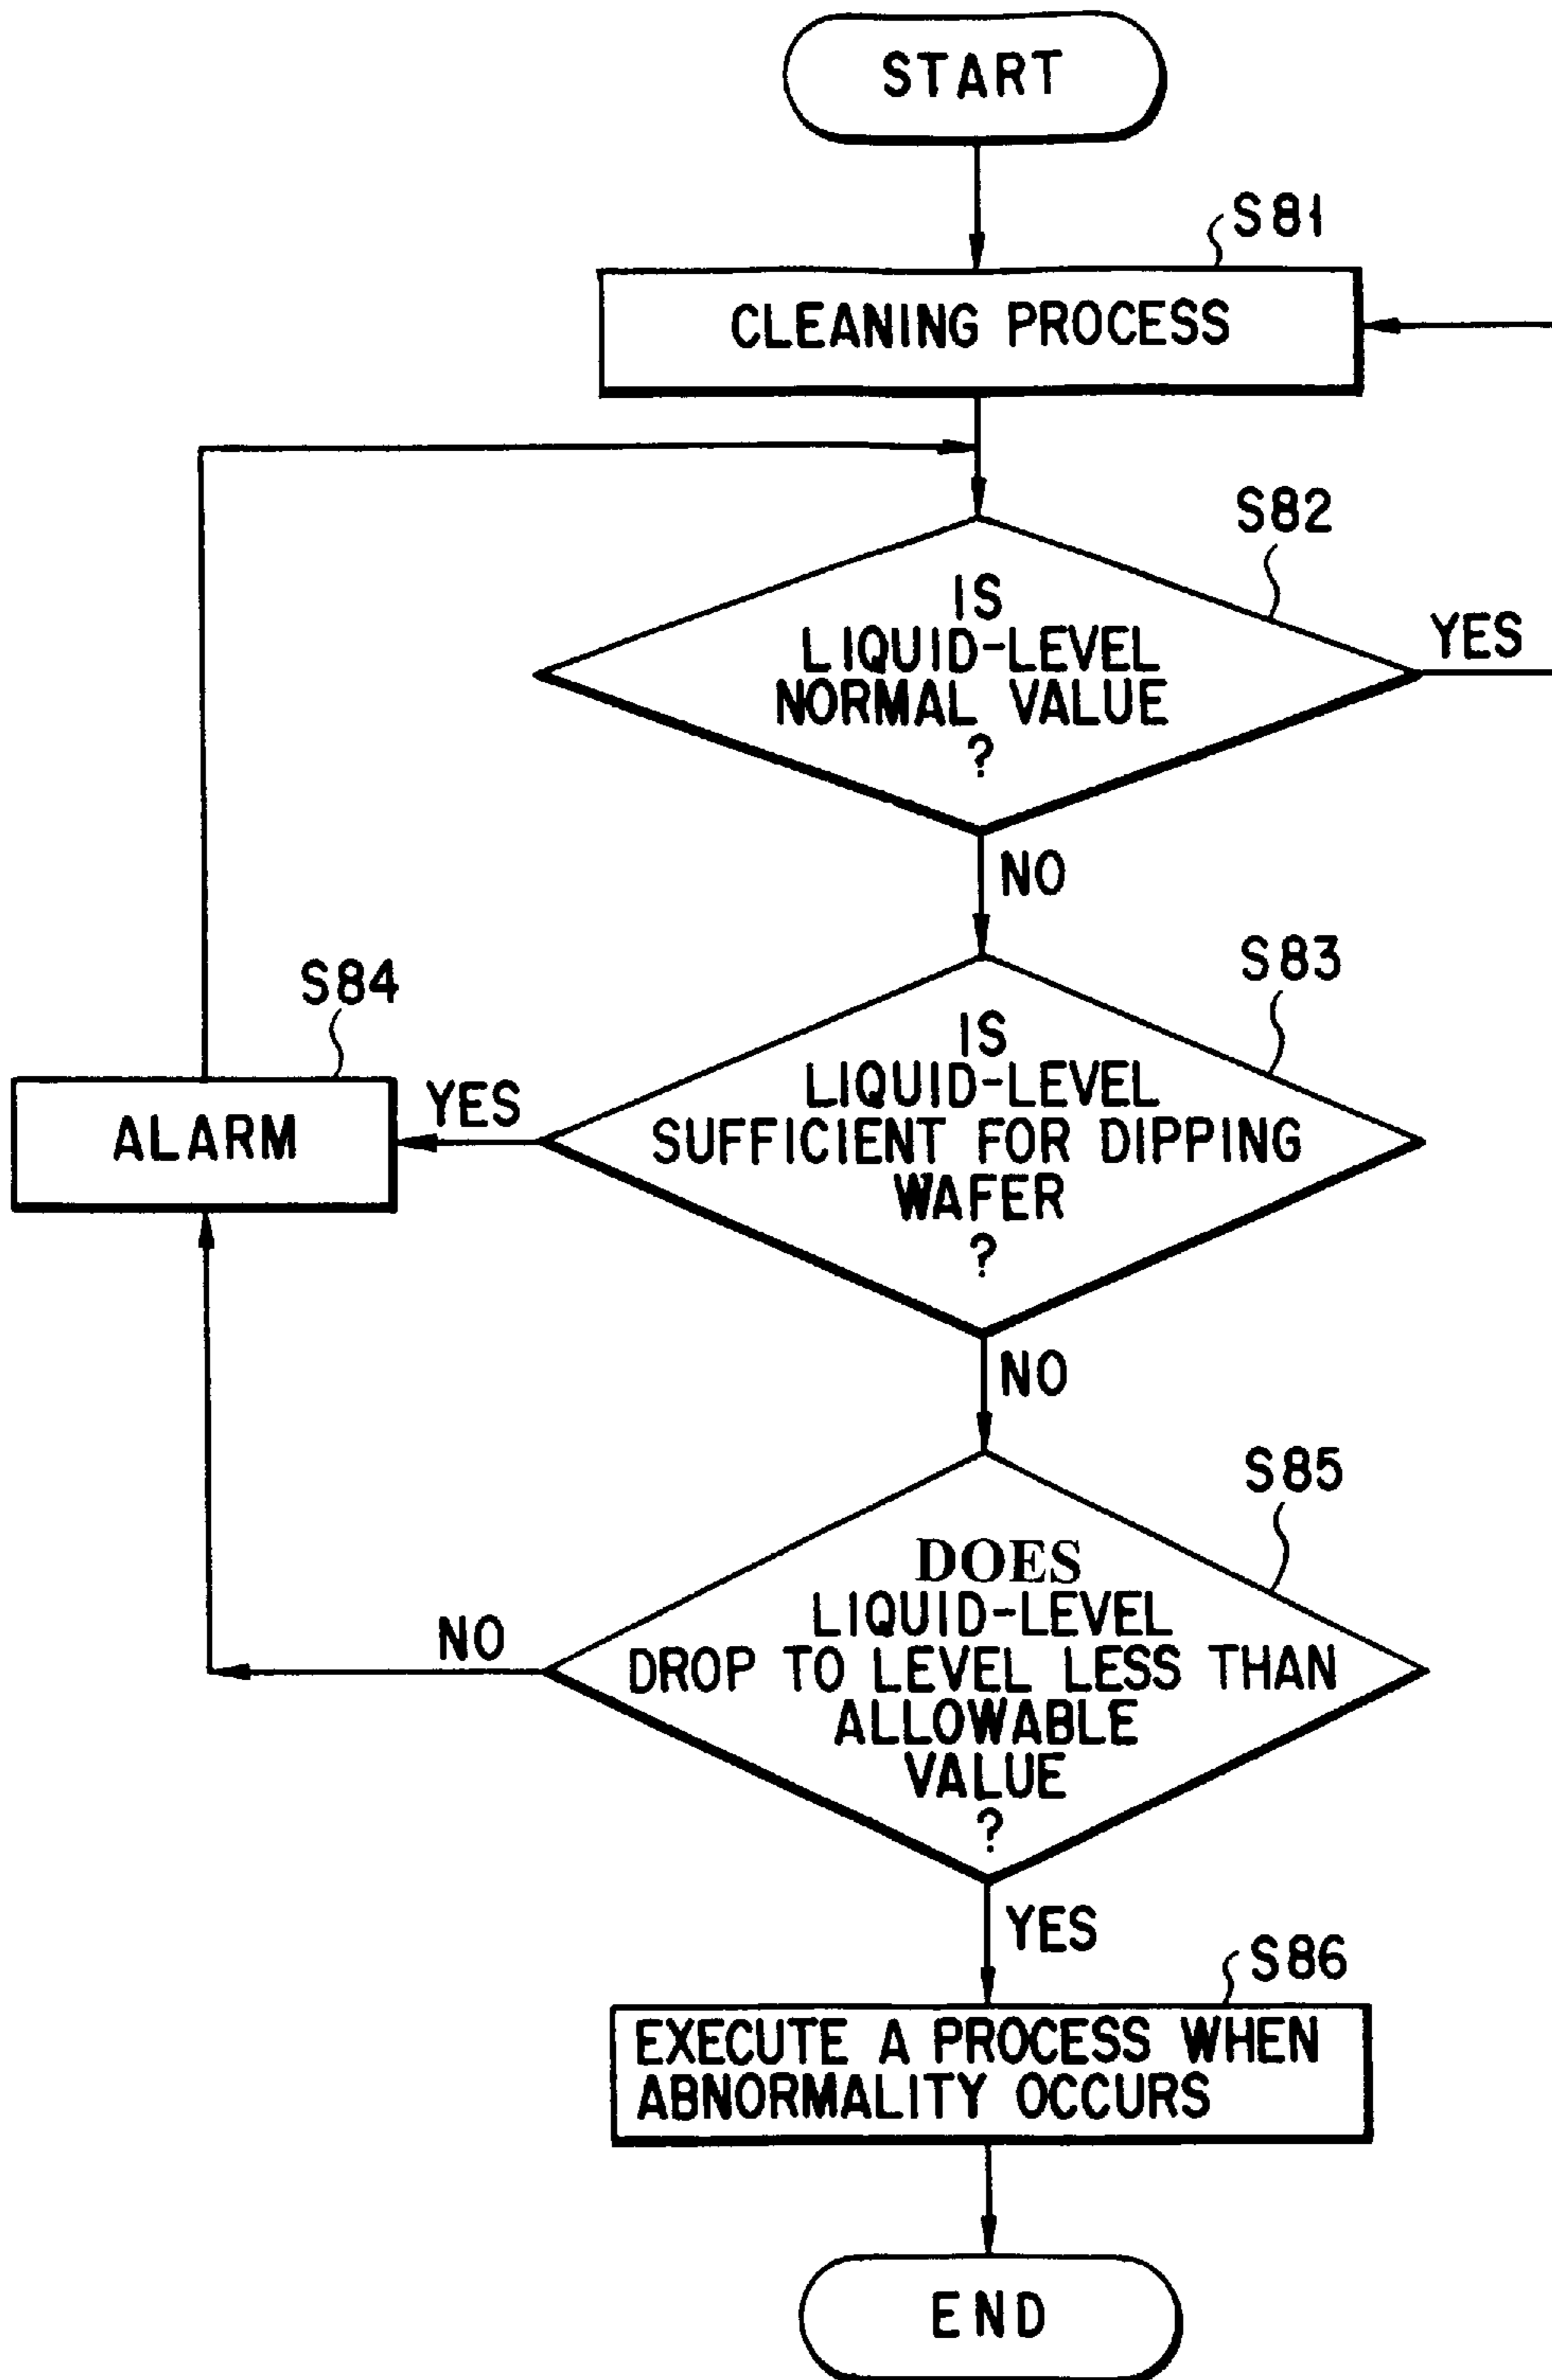 START
S81
CLEANING PROCESS
S82
IS
LIQUID-LEVEL
NORMAL VALUE
?
YES
NO
S83
IS
LIQUID-LEVEL
SUFFICIENT FOR DIPPING
WAFER
?
YES
S84
ALARM
NO
S85
DOES
LIQUID-LEVEL
DROP TO LEVEL LESS THAN
ALLOWABLE
VALUE
?
NO
YES
S86
EXECUTE A PROCESS WHEN
ABNORMALITY OCCURS
END